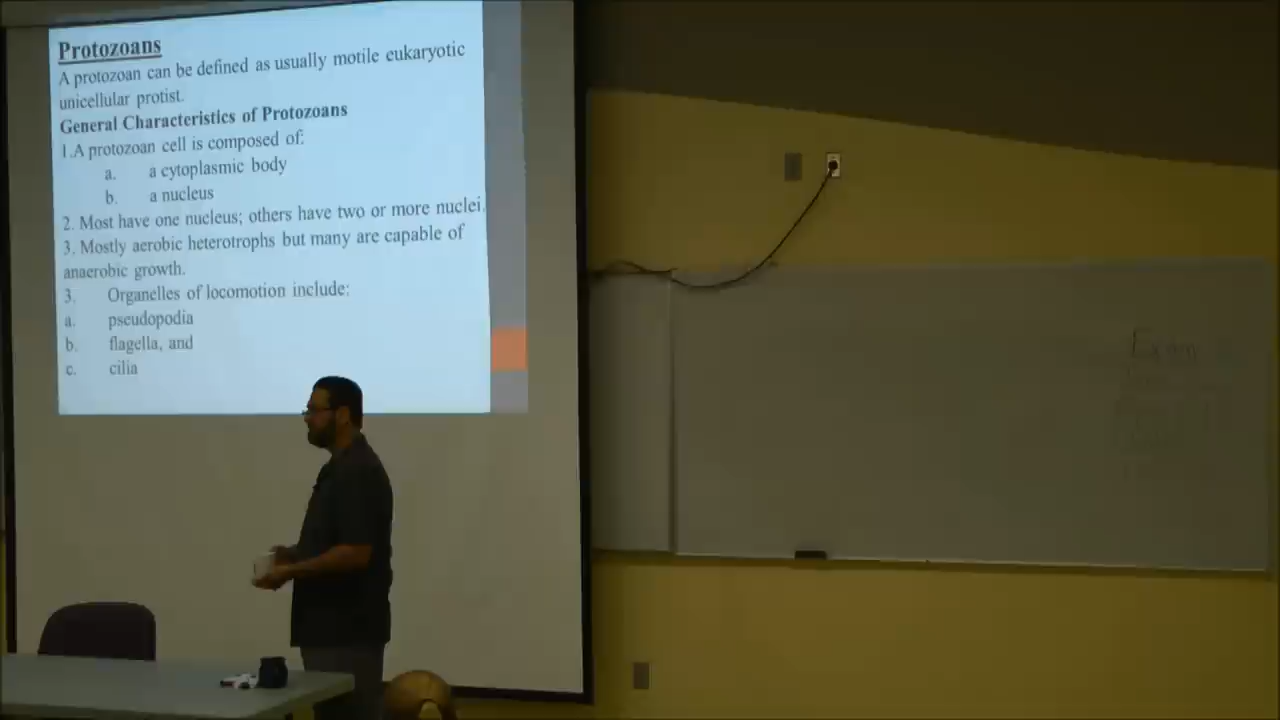 Protozoans
A protozoan can be defined as usually motile eukaryotic
unicellular protist.
General Characteristics of Protozoans
1.A protozoan cell is composed of:
a. a cytoplasmic body
b. a nucleus
2. Most have one nucleus; others have two or more nuclei.
3. Mostly aerobic heterotrophs but many are capable of
anaerobic growth.
3. Organelles of locomotion include:
a. pseudopodia
b. flagella, and
c. cilia
Exam